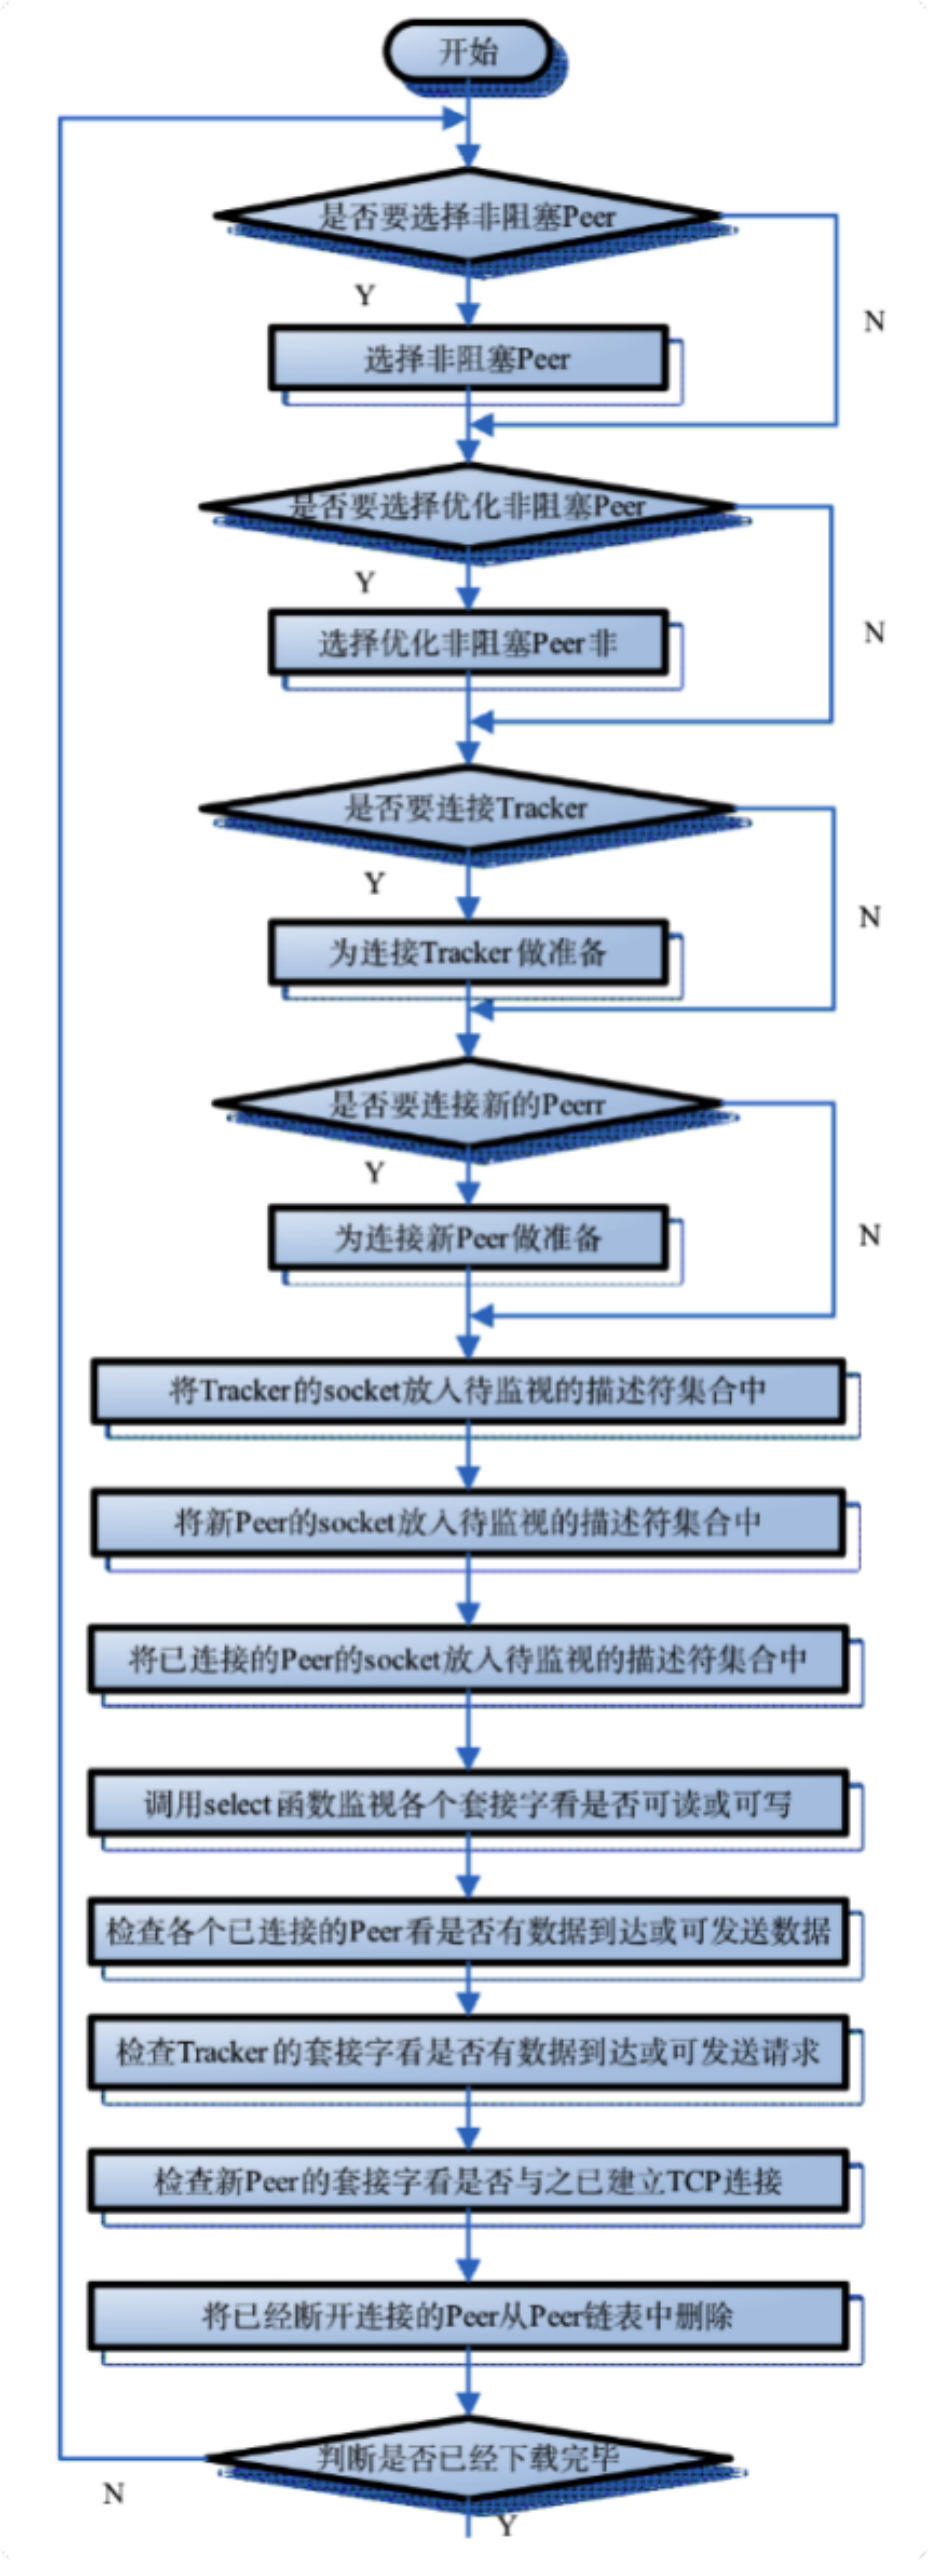 开始
是否要选择非阻塞Peer
Y
N
选择非阻塞Peer
是否要选择优化非阻塞Peer
Y
N
选择优化非阻塞Peer非
是否要连接Tracker
Y
N
为连接Tracker做准备
是否要连接新的Peerr
Y
N
为连接新Peer做准备
将Tracker的socket放入待监视的描述符集合中
将新Peer的socket放入待监视的描述符集合中
将已连接的Peer的socket放入待监视的描述符集合中
调用select函数监视各个套接字看是否可读或可写
检查各个已连接的Peer看是否有数据到达或可发送数据
检查Tracker的套接字看是否有数据到达或可发送请求
检查新Peer的套接字看是否与之已建立TCP连接
将已经断开连接的Peer从Peer链表中删除
判断是否已经下载完毕
N
Y